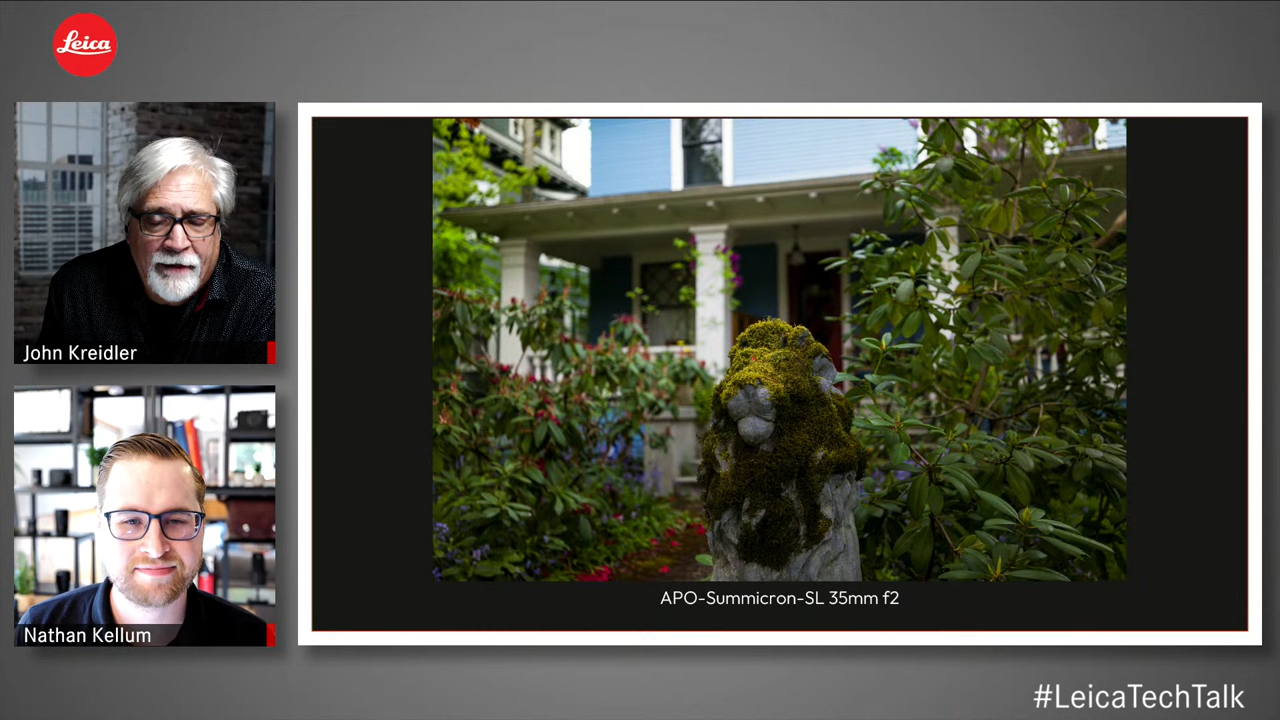 Leica
John Kreidler
Nathan Kellum
APO-Summicron-SL 35mm f2
#LeicaTechTalk